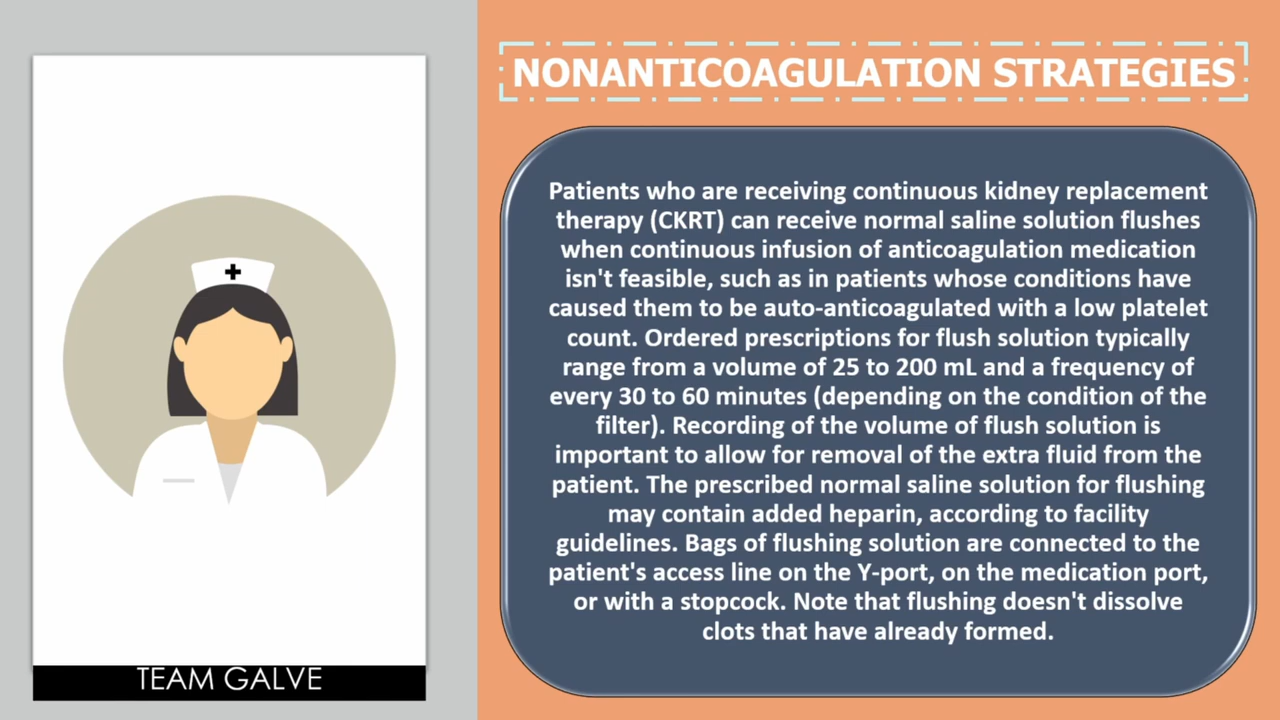 NONANTICOAGULATION STRATEGIES
Patients who are receiving continuous kidney replacement
therapy (CKRT) can receive normal saline solution flushes
when continuous infusion of anticoagulation medication
isn't feasible, such as in patients whose conditions have
caused them to be auto-anticoagulated with a low platelet
count. Ordered prescriptions for flush solution typically
range from a volume of 25 to 200 mL and a frequency of
every 30 to 60 minutes (depending on the condition of the
filter). Recording of the volume of flush solution is
important to allow for removal of the extra fluid from the
patient. The prescribed normal saline solution for flushing
may contain added heparin, according to facility
guidelines. Bags of flushing solution are connected to the
patient's access line on the Y-port, on the medication port,
or with a stopcock. Note that flushing doesn't dissolve
clots that have already formed.
TEAM GALVE